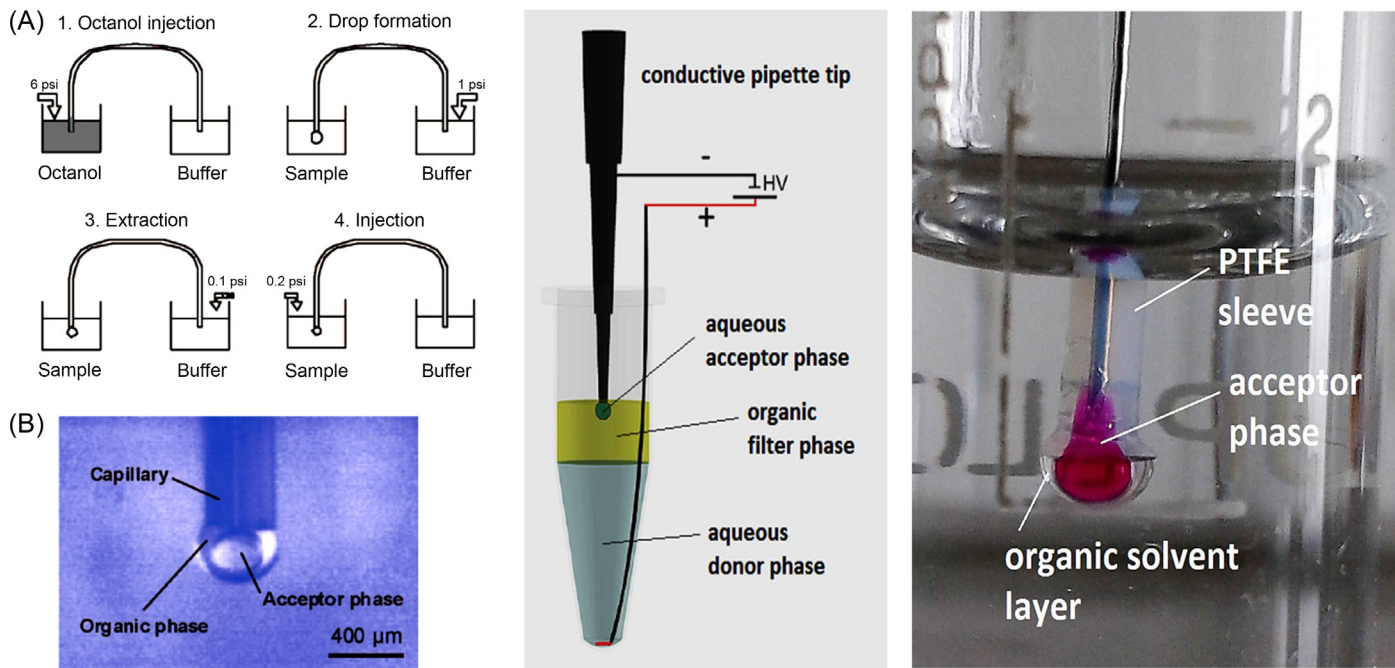 (A)
1. Octanol injection
2. Drop formation
6 psi
1 psi
Octanol
Buffer
Sample
Buffer
3. Extraction
4. Injection
0.1 psi
0.2 psi
Sample
Buffer
Sample
Buffer
(B)
Capillary
Acceptor phase
Organic phase
400 µm
conductive pipette tip
-
HV
+
aqueous
acceptor phase
organic
filter phase
aqueous
donor phase
PTFE
sleeve
acceptor
phase
organic solvent
layer